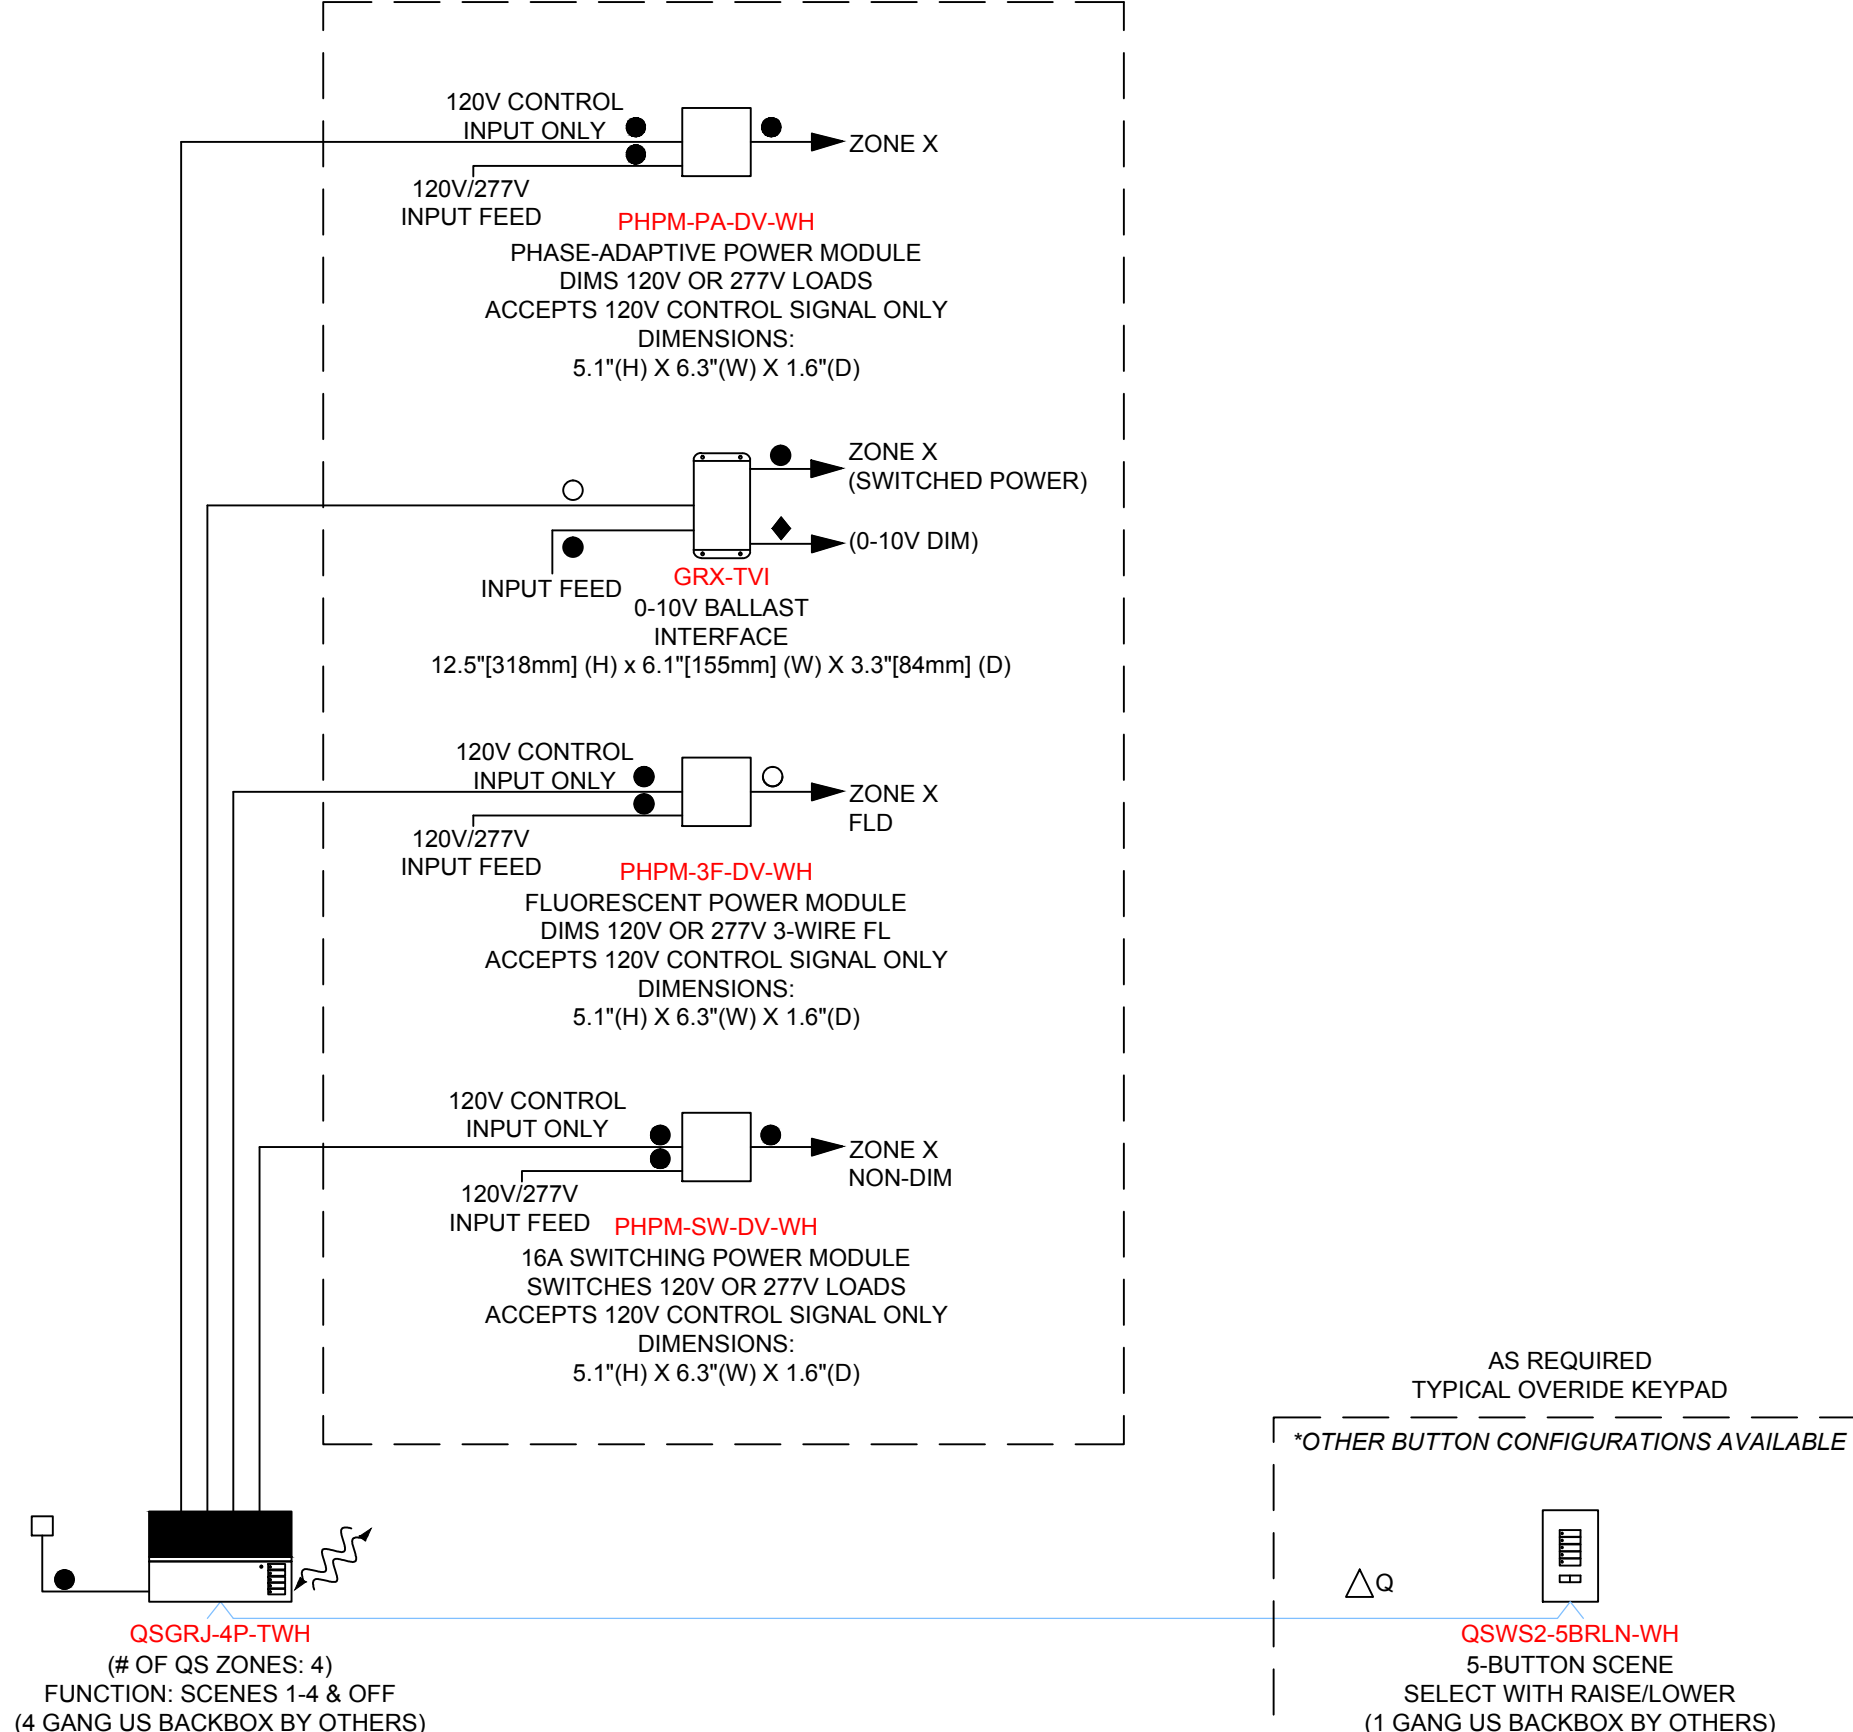 120V CONTROL
INPUT ONLY
ZONE X
120V/277V
INPUT FEED
PHPM-PA-DV-WH
PHASE-ADAPTIVE POWER MODULE
DIMS 120V OR 277V LOADS
ACCEPTS 120V CONTROL SIGNAL ONLY
DIMENSIONS:
5.1"(H) X 6.3"(W) X 1.6"(D)
ZONE X
(SWITCHED POWER)
(0-10V DIM)
INPUT FEED
GRX-TVI
0-10V BALLAST
INTERFACE
12.5"[318mm] (H) x 6.1"[155mm] (W) X 3.3"[84mm] (D)
120V CONTROL
INPUT ONLY
ZONE X
FLD
120V/277V
INPUT FEED
PHPM-3F-DV-WH
FLUORESCENT POWER MODULE
DIMS 120V OR 277V 3-WIRE FL
ACCEPTS 120V CONTROL SIGNAL ONLY
DIMENSIONS:
5.1"(H) X 6.3"(W) X 1.6"(D)
120V CONTROL
INPUT ONLY
ZONE X
NON-DIM
120V/277V
INPUT FEED
PHPM-SW-DV-WH
16A SWITCHING POWER MODULE
SWITCHES 120V OR 277V LOADS
ACCEPTS 120V CONTROL SIGNAL ONLY
DIMENSIONS:
5.1"(H) X 6.3"(W) X 1.6"(D)
AS REQUIRED
TYPICAL OVERIDE KEYPAD
*OTHER BUTTON CONFIGURATIONS AVAILABLE
Q
QSGRJ-4P-TWH
(# OF QS ZONES: 4)
FUNCTION: SCENES 1-4 & OFF
(4 GANG US BACKBOX BY OTHERS)
QSWS2-5BRLN-WH
5-BUTTON SCENE
SELECT WITH RAISE/LOWER
(1 GANG US BACKBOX BY OTHERS)